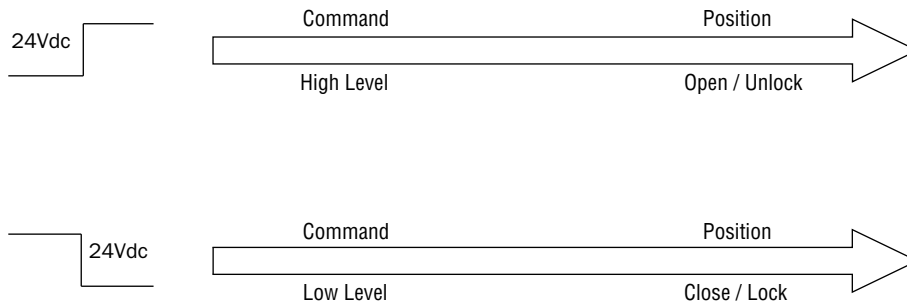 Command Position
24Vdc
High Level Open / Unlock
Command Position
24Vdc
Low Level Close / Lock